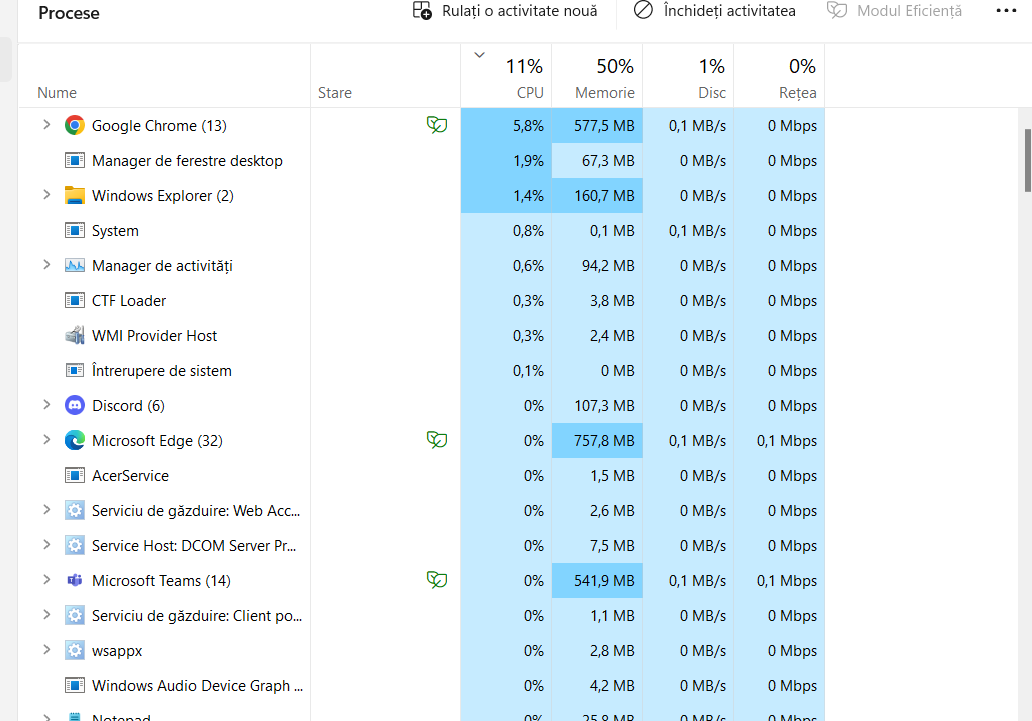 Procese
Rulați o activitate nouă Închideți activitatea Modul Eficiență
11% 50% 1% 0%
Nume Stare CPU Memorie Disc Rețea
Google Chrome (13) 5,8% 577,5 MB 0,1 MB/s 0 Mbps
Manager de ferestre desktop 1,9% 67,3 MB 0 MB/s 0 Mbps
Windows Explorer (2) 1,4% 160,7 MB 0 MB/s 0 Mbps
System 0,8% 0,1 MB 0,1 MB/s 0 Mbps
Manager de activități 0,6% 94,2 MB 0 MB/s 0 Mbps
CTF Loader 0,3% 3,8 MB 0 MB/s 0 Mbps
WMI Provider Host 0,3% 2,4 MB 0 MB/s 0 Mbps
Întrerupere de sistem 0,1% 0 MB 0 MB/s 0 Mbps
Discord (6) 0% 107,3 MB 0 MB/s 0 Mbps
Microsoft Edge (32) 0% 757,8 MB 0,1 MB/s 0,1 Mbps
AcerService 0% 1,5 MB 0 MB/s 0 Mbps
Serviciu de găzduire: Web Acc... 0% 2,6 MB 0 MB/s 0 Mbps
Service Host: DCOM Server Pr... 0% 7,5 MB 0 MB/s 0 Mbps
Microsoft Teams (14) 0% 541,9 MB 0,1 MB/s 0,1 Mbps
Serviciu de găzduire: Client po... 0% 1,1 MB 0 MB/s 0 Mbps
wsappx 0% 2,8 MB 0 MB/s 0 Mbps
Windows Audio Device Graph ... 0% 4,2 MB 0 MB/s 0 Mbps
Notepad 0% 25,8 MB 0 MB/s 0 Mbps